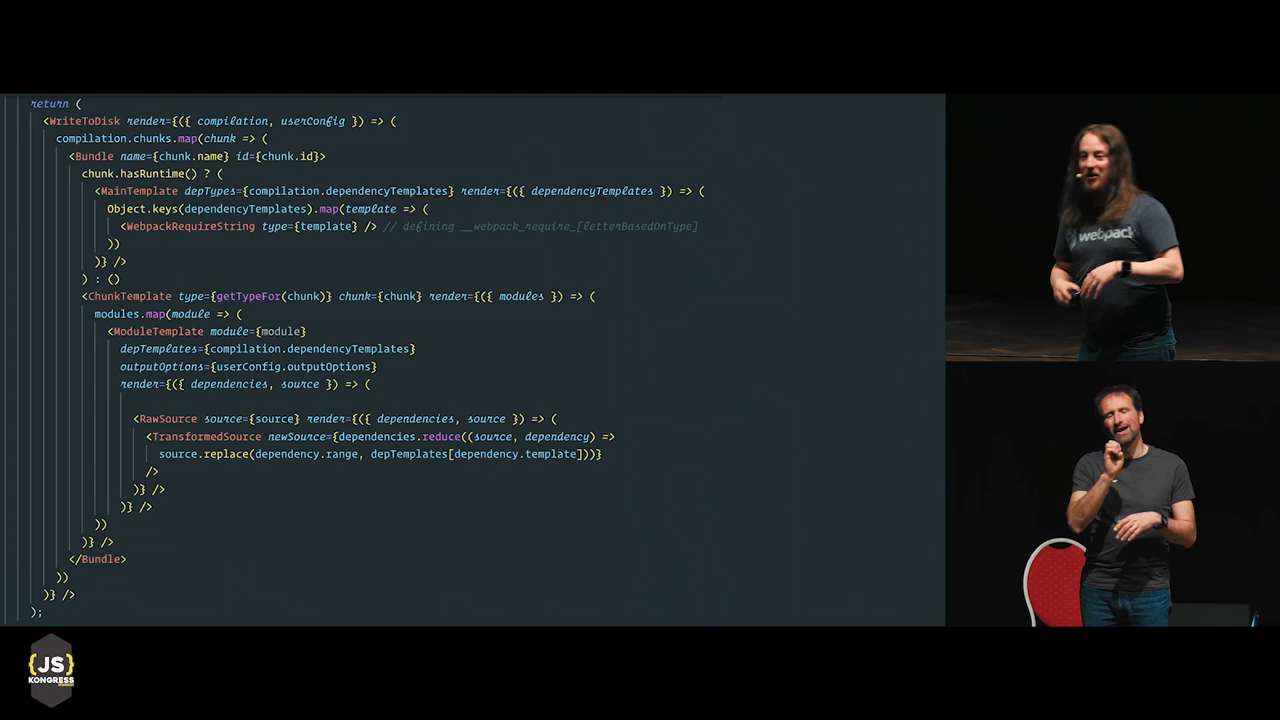 return (
<WriteToDisk render={({ compilation, userConfig }) => (
compilation.chunks.map(chunk => (
<Bundle name={chunk.name} id={chunk.id}>
chunk.hasRuntime() ? (
<MainTemplate depTypes={compilation.dependencyTemplates} render={({ dependencyTemplates }) => (
Object.keys(dependencyTemplates).map(template => (
<WebpackRequireString type={template} /> // defining __webpack_require_[letterBasedOnType]
))
)} />
) : ()
<ChunkTemplate type={getTypeFor(chunk)} chunk={chunk} render={({ modules }) => (
modules.map(module => (
<ModuleTemplate module={module}
depTemplates={compilation.dependencyTemplates}
outputOptions={userConfig.outputOptions}
render={({ dependencies, source }) => (
<RawSource source={source} render={({ dependencies, source }) => (
<TransformedSource newSource={dependencies.reduce((source, dependency) =>
source.replace(dependency.range, depTemplates[dependency.template]))}
/>
)} />
)} />
))
)} />
</Bundle>
))
)} />
);
webpack
{JS}
KONGRESS